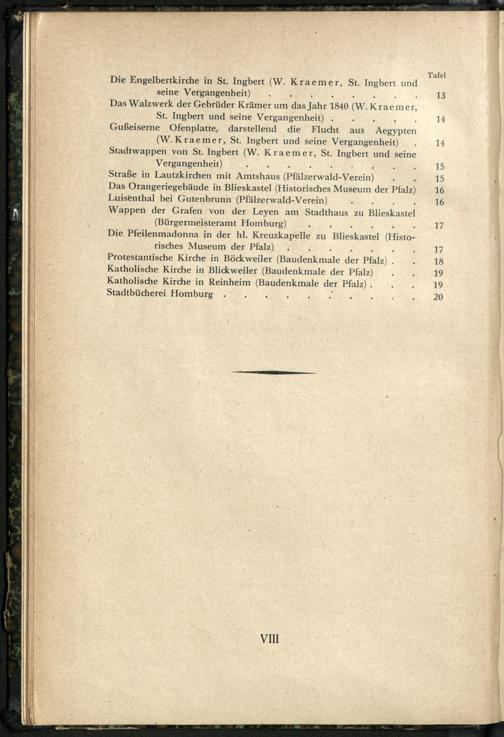 Tafel
Die Engelbertkirche in St. Ingbert (W. Kraemer, St. Ingbert und
seine Vergangenheit) . . . . . . . 13
Das Walzwerk der Gebrüder Krämer um das Jahr 1840 (W. Kraemer,
St. Ingbert und seine Vergangenheit) . . . . . 14
Gußeiserne Ofenplatte, darstellend die Flucht aus Aegypten
(W. Kraemer, St. Ingbert und seine Vergangenheit) . 14
Stadtwappen von St. Ingbert (W. Kraemer, St. Ingbert und seine
Vergangenheit) . . . . . . . . 15
Straße in Lautzkirchen mit Amtshaus (Pfälzerwald-Verein) . . 15
Das Orangeriegebäude in Blieskastel (Historisches Museum der Pfalz) 16
Luisenthal bei Gutenbrunn (Pfälzerwald-Verein) . . . . 16
Wappen der Grafen von der Leyen am Stadthaus zu Blieskastel
(Bürgermeisteramt Homburg) . . . . . . 17
Die Pfeilenmadonna in der hl. Kreuzkapelle zu Blieskastel (Histo-
risches Museum der Pfalz) . . . . . . 17
Protestantische Kirche in Böckweiler (Baudenkmale der Pfalz) . . 18
Katholische Kirche in Blickweiler (Baudenkmale der Pfalz) . . 19
Katholische Kirche in Reinheim (Baudenkmale der Pfalz) . . . 19
Stadtbücherei Homburg . . . . . . . . . 20
VIII